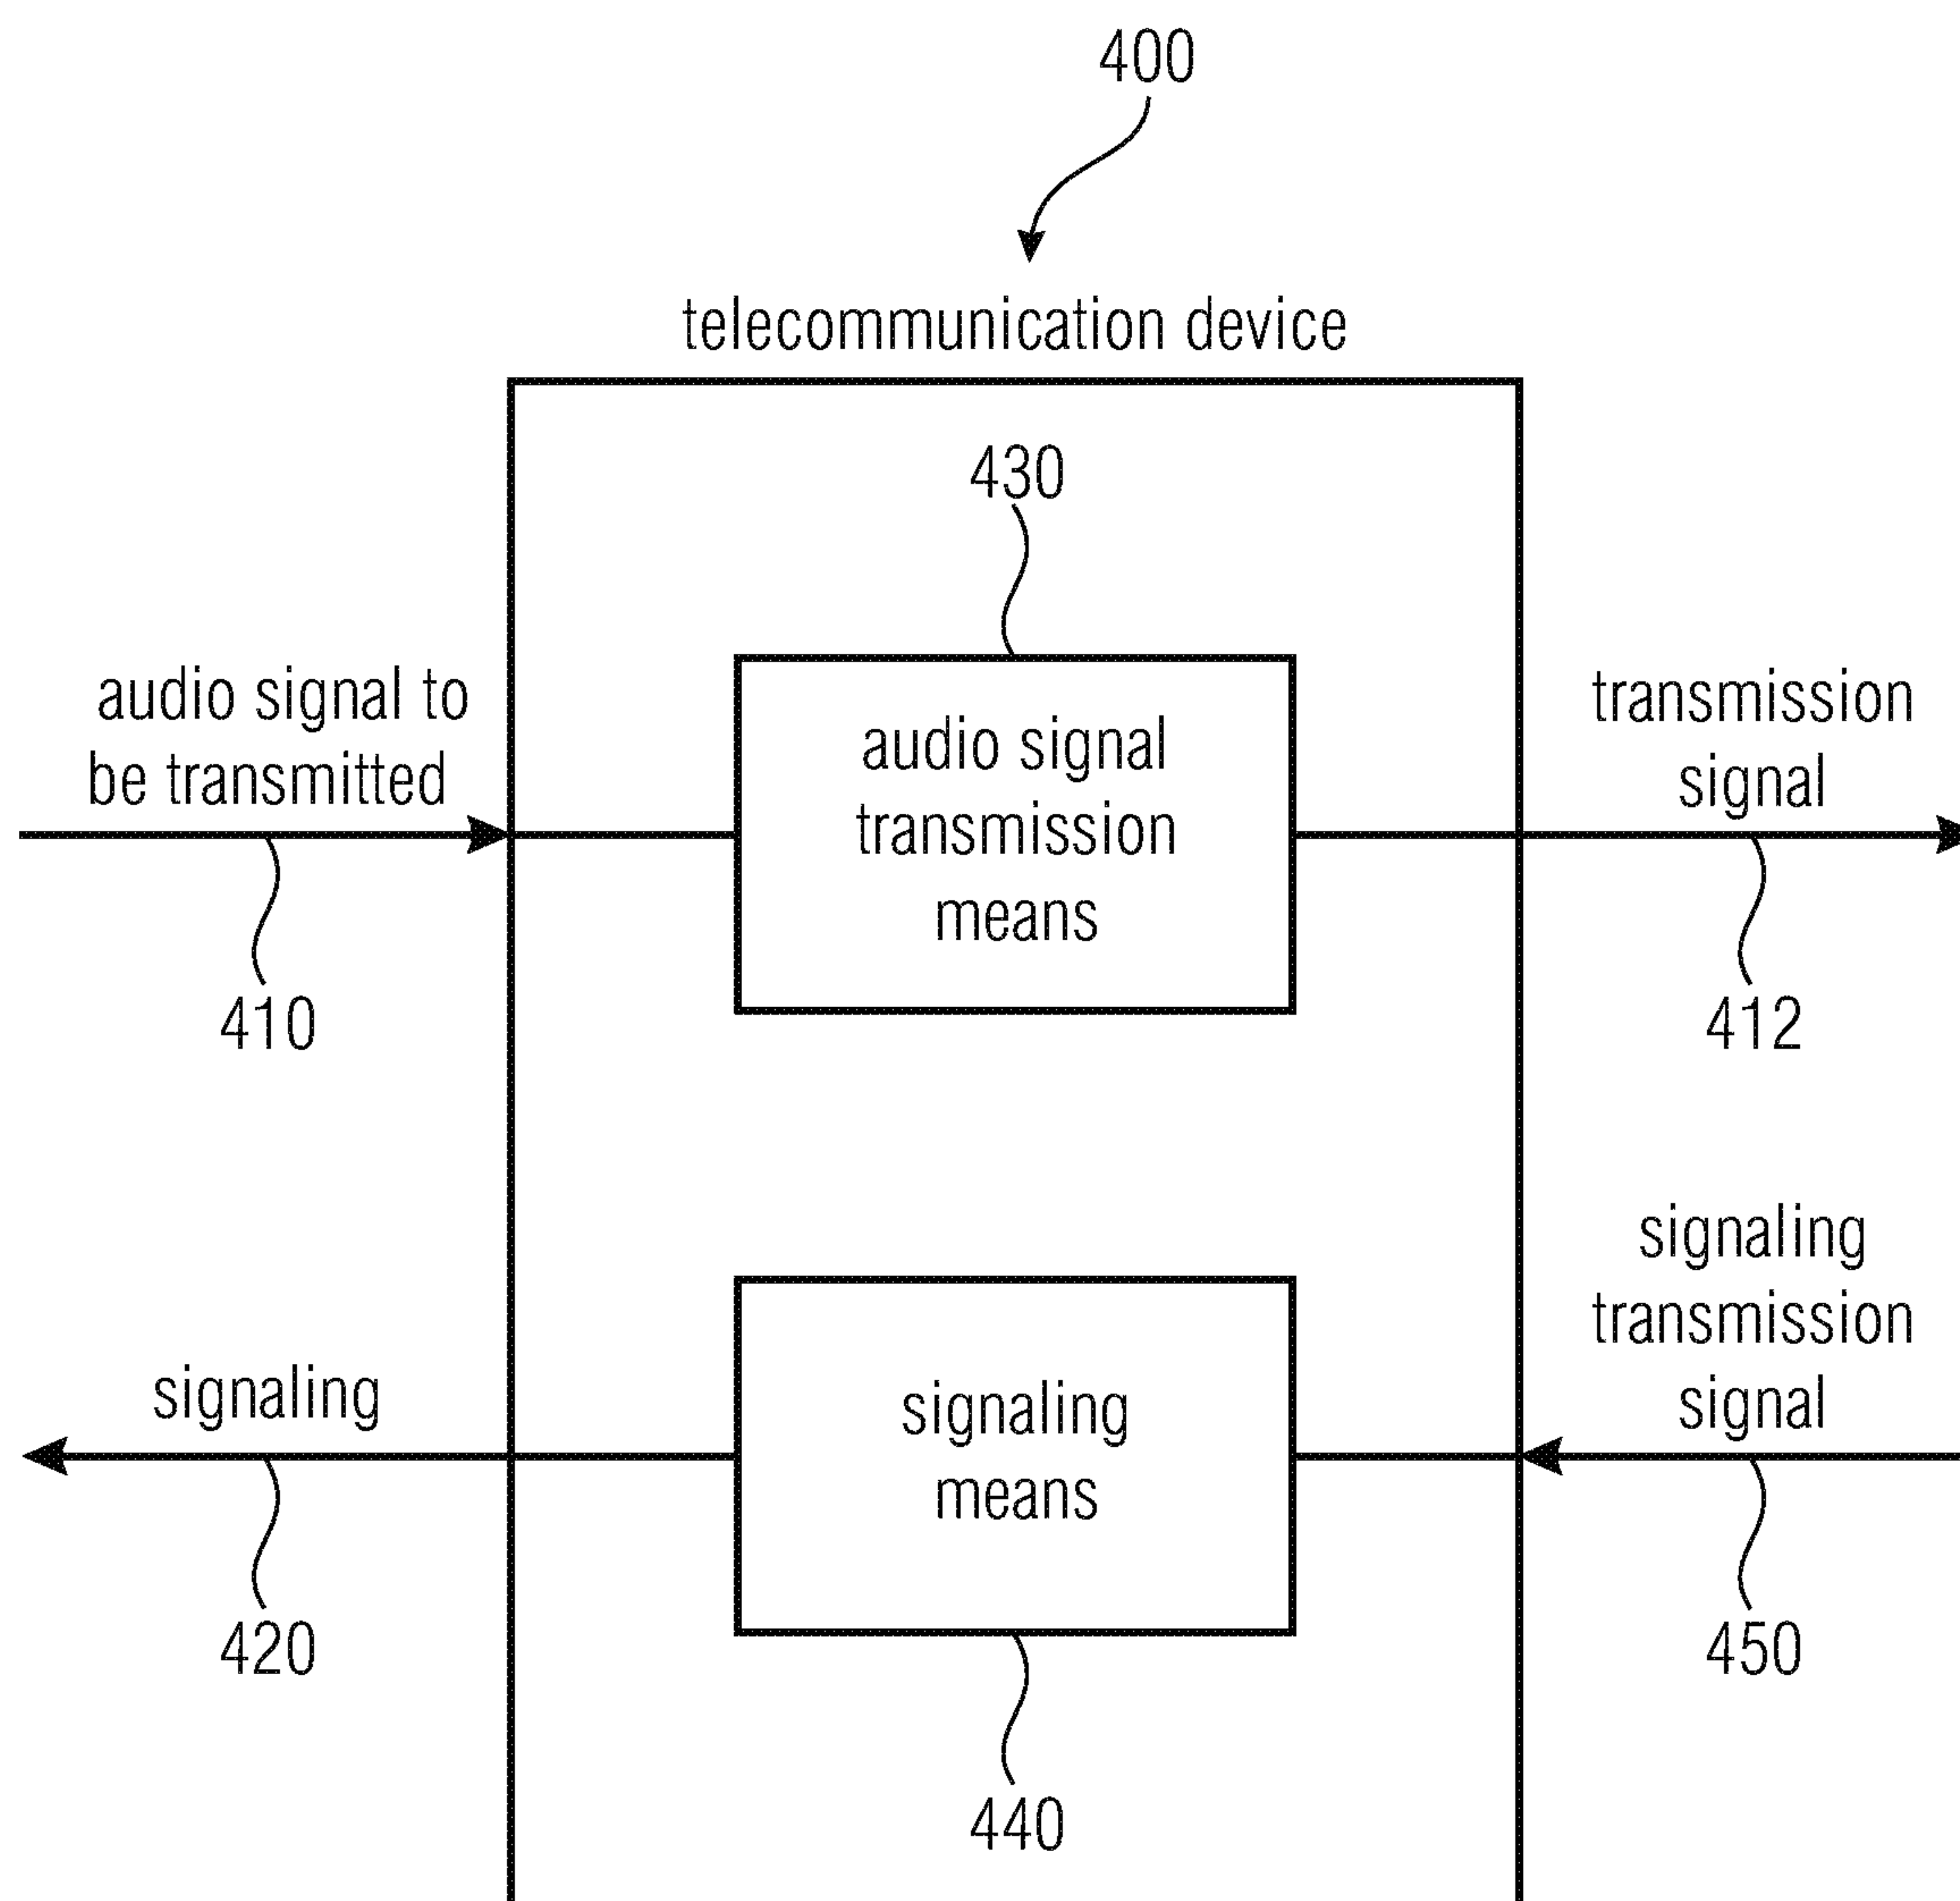 400
telecommunication device
430
audio signal to
be transmitted
audio signal
transmission
means
transmission
signal
410
412
signaling
transmission
signal
signaling
signaling
means
420
450
440